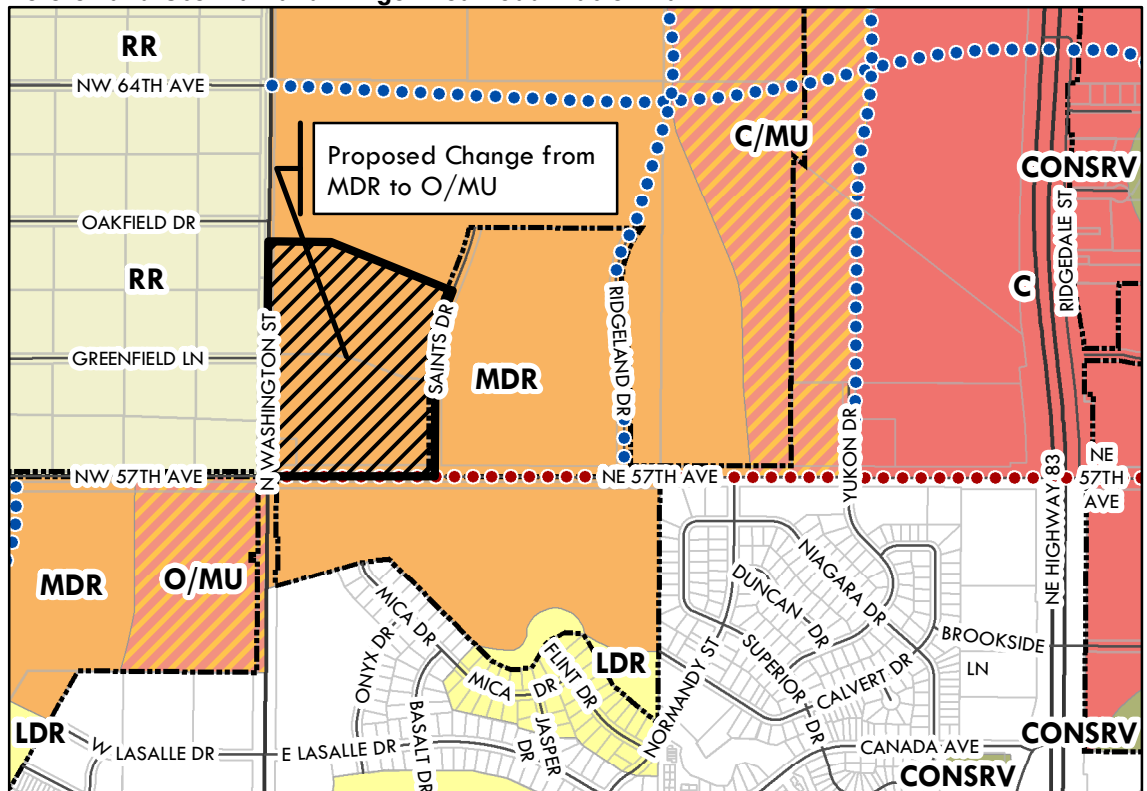 RR
NW 64TH AVE
C/MU
Proposed Change from
MDR to O/MU
CONSRV
OAKFIELD DR
RIDGEDALE ST
RR
C
N WASHINGTON ST
SAINTS DR
RIDGELAND DR
GREENFIELD LN
MDR
YUKON DR
NW 57TH AVE
NE 57TH AVE
NE
57TH
AVE
NE HIGHWAY 83
MDR
O/MU
NIAGARA DR
DUNCAN DR
MICA DR
ONYX DR
SUPERIOR DR
BROOKSIDE
LN
FLINT DR
LDR
CALVERT DR
MICA DR
NORMANDY ST
BASALT DR
JASPER
DR
LDR
W LASALLE DR
E LASALLE DR
CANADA AVE
CONSRV
CONSRV